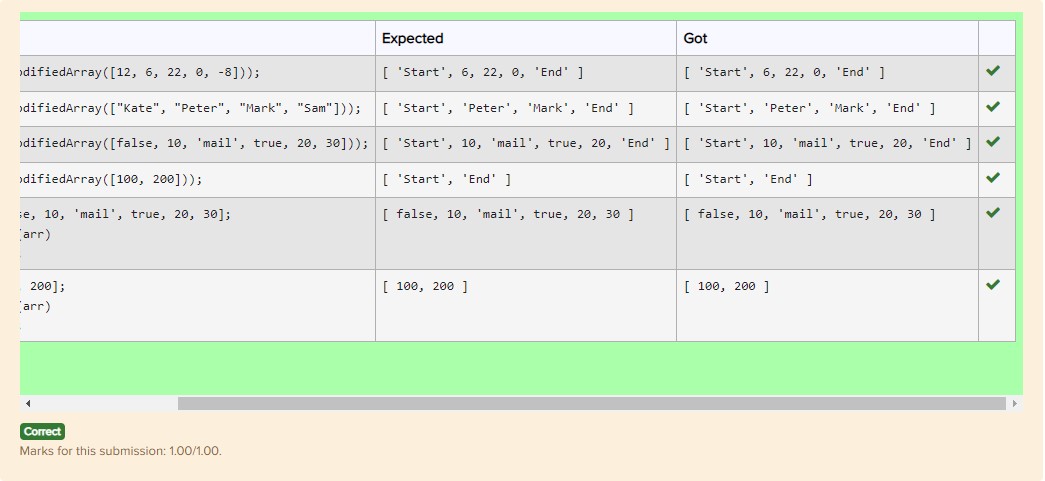 Expected Got
odifiedArray([12, 6, 22, 0, -8])); [ 'Start', 6, 22, 0, 'End' ] [ 'Start', 6, 22, 0, 'End' ]
odifiedArray(["Kate", "Peter", "Mark", "Sam"])); [ 'Start', 'Peter', 'Mark', 'End' ] [ 'Start', 'Peter', 'Mark', 'End' ]
odifiedArray([false, 10, 'mail', true, 20, 30])); [ 'Start', 10, 'mail', true, 20, 'End' ] [ 'Start', 10, 'mail', true, 20, 'End' ]
odifiedArray([100, 200])); [ 'Start', 'End' ] [ 'Start', 'End' ]
se, 10, 'mail', true, 20, 30]; [ false, 10, 'mail', true, 20, 30 ] [ false, 10, 'mail', true, 20, 30 ]
(arr)
200]; [ 100, 200 ] [ 100, 200 ]
(arr)
Correct
Marks for this submission: 1.00/1.00.